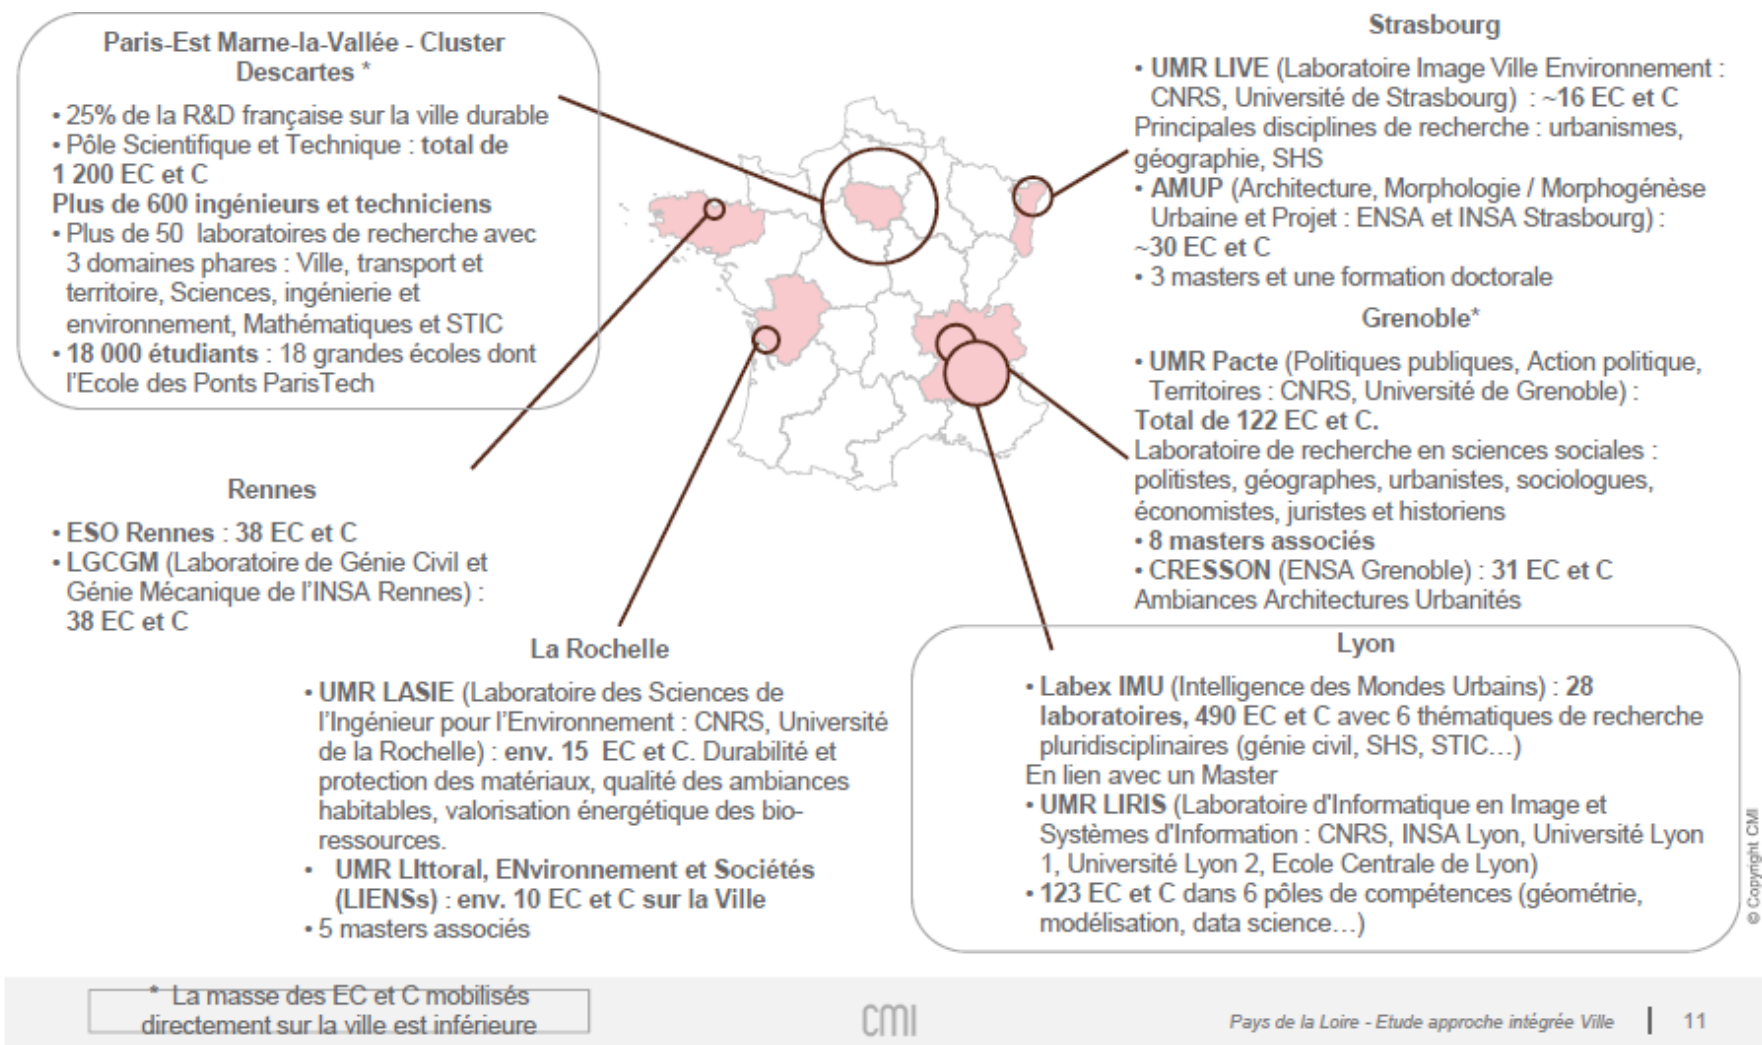 Paris-Est Marne-la-Vallée - Cluster
Descartes *
• 25% de la R&D française sur la ville durable
• Pôle Scientifique et Technique : total de
1 200 EC et C
Plus de 600 ingénieurs et techniciens
• Plus de 50 laboratoires de recherche avec
3 domaines phares : Ville, transport et
territoire, Sciences, ingénierie et
environnement, Mathématiques et STIC
• 18 000 étudiants : 18 grandes écoles dont
l'Ecole des Ponts ParisTech
Rennes
• ESO Rennes : 38 EC et C
• LGCGM (Laboratoire de Génie Civil et
Génie Mécanique de l'INSA Rennes) :
38 EC et C
La Rochelle
• UMR LASIE (Laboratoire des Sciences de
l'Ingénieur pour l'Environnement : CNRS, Université
de la Rochelle) : env. 15 EC et C. Durabilité et
protection des matériaux, qualité des ambiances
habitables, valorisation énergétique des bio-
ressources.
• UMR LIttoral, ENvironnement et Sociétés
(LIENSs) : env. 10 EC et C sur la Ville
• 5 masters associés
Strasbourg
• UMR LIVE (Laboratoire Image Ville Environnement :
CNRS, Université de Strasbourg) : ~16 EC et C
Principales disciplines de recherche : urbanismes,
géographie, SHS
• AMUP (Architecture, Morphologie / Morphogénèse
Urbaine et Projet : ENSA et INSA Strasbourg) :
~30 EC et C
• 3 masters et une formation doctorale
Grenoble*
• UMR Pacte (Politiques publiques, Action politique,
Territoires : CNRS, Université de Grenoble) :
Total de 122 EC et C.
Laboratoire de recherche en sciences sociales :
politistes, géographes, urbanistes, sociologues,
économistes, juristes et historiens
• 8 masters associés
• CRESSON (ENSA Grenoble) : 31 EC et C
Ambiances Architectures Urbanités
Lyon
• Labex IMU (Intelligence des Mondes Urbains) : 28
laboratoires, 490 EC et C avec 6 thématiques de recherche
pluridisciplinaires (génie civil, SHS, STIC…)
En lien avec un Master
• UMR LIRIS (Laboratoire d'Informatique en Image et
Systèmes d'Information : CNRS, INSA Lyon, Université Lyon
1, Université Lyon 2, Ecole Centrale de Lyon)
• 123 EC et C dans 6 pôles de compétences (géométrie,
modélisation, data science…)
© Copyright CMI
* La masse des EC et C mobilisés
directement sur la ville est inférieure
CMI
Pays de la Loire - Etude approche intégrée Ville | 11